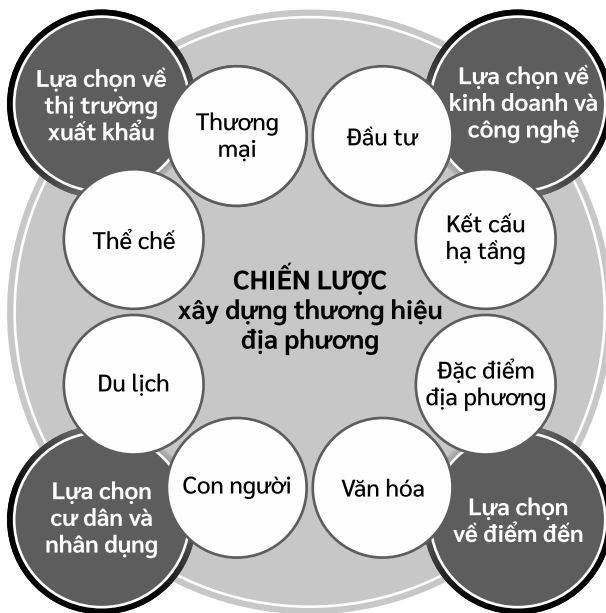 Lựa chọn về
thị trường
xuất khẩu
Thương
mại
Đầu tư
Lựa chọn về
kinh doanh và
công nghệ
Thể chế
Kết cấu
hạ tầng
CHIẾN LƯỢC
xây dựng thương hiệu
địa phương
Du lịch
Đặc điểm
địa phương
Lựa chọn
cư dân và
nhân dụng
Con người
Văn hóa
Lựa chọn
về điểm đến